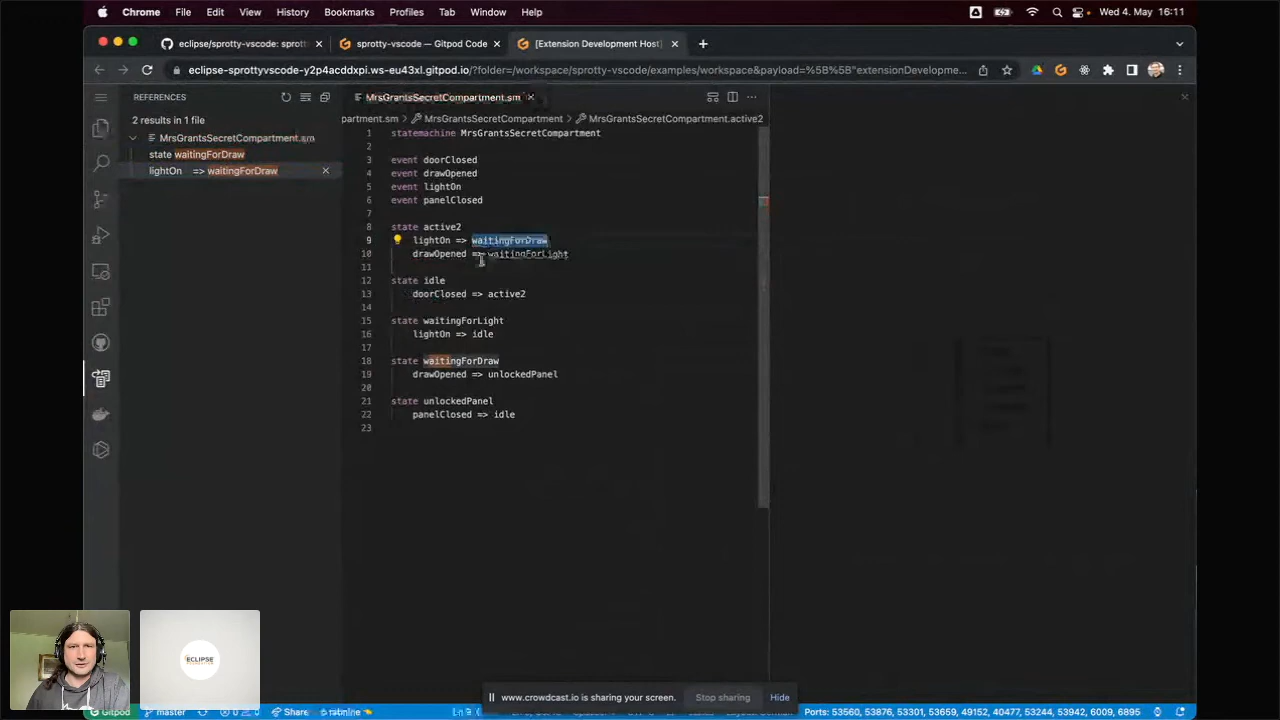 Chrome File Edit View History Bookmarks Profiles Tab Window Help Wed 4. May 16:11
eclipse/sprotty-vscode: sprott sprotty-vscode — Gitpod Code [Extension Development Host]
eclipse-sprottyvscode-y2p4acddxpi.ws-eu43xl.gitpod.io/?folder=/workspace/sprotty-vscode/examples/workspace&payload=%5B%5B"extensionDevelopme...
REFERENCES
2 results in 1 file
MrsGrantsSecretCompartment.sm
state waitingForDraw
lightOn => waitingForDraw
MrsGrantsSecretCompartment.sm
partment.sm > MrsGrantsSecretCompartment > MrsGrantsSecretCompartment.active2
1 statemachine MrsGrantsSecretCompartment
2
3 event doorClosed
4 event drawOpened
5 event lightOn
6 event panelClosed
7
8 state active2
9 lightOn => waitingForDraw
10 drawOpened => waitingForLight
11
12 state idle
13 doorClosed => active2
14
15 state waitingForLight
16 lightOn => idle
17
18 state waitingForDraw
19 drawOpened => unlockedPanel
20
21 state unlockedPanel
22 panelClosed => idle
23
ECLIPSE
FOUNDATION
www.crowdcast.io is sharing your screen. Stop sharing Hide
Gitpod master 0 Share Ports: 53560, 53876, 53301, 53659, 49152, 40477, 53244, 53942, 6009, 6895